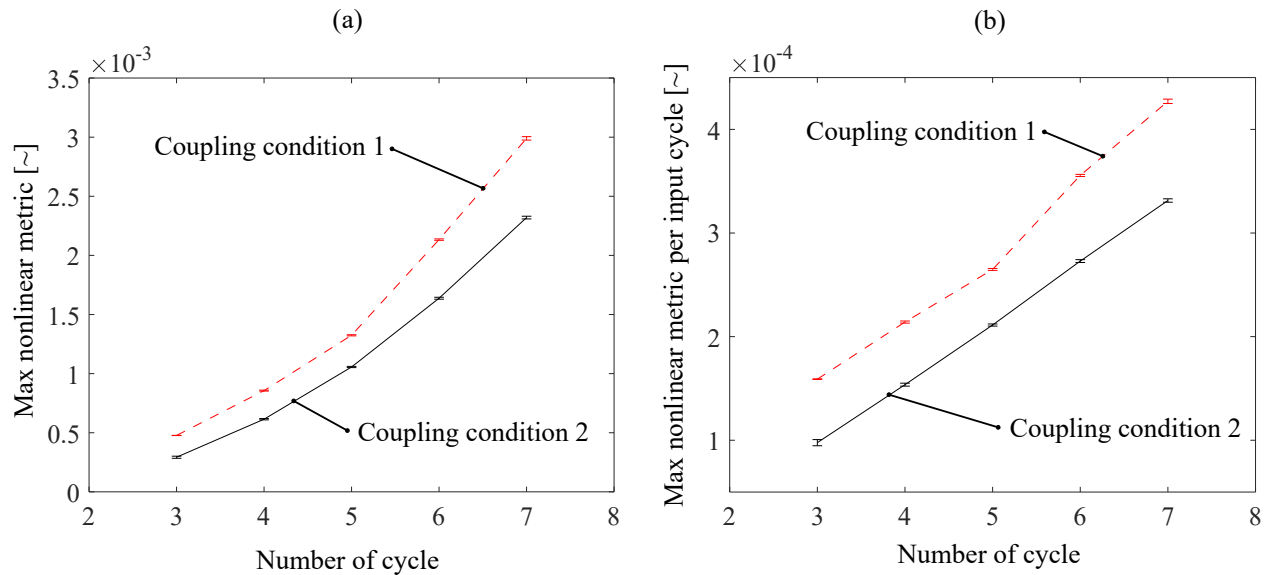 (a)
×10-3
3.5
3
2.5
2
1.5
1
0.5
0
2 3 4 5 6 7 8
Max nonlinear metric [~]
Number of cycle
Coupling condition 1
Coupling condition 2
(b)
×10-4
4
3
2
1
2 3 4 5 6 7 8
Max nonlinear metric per input cycle [~]
Number of cycle
Coupling condition 1
Coupling condition 2